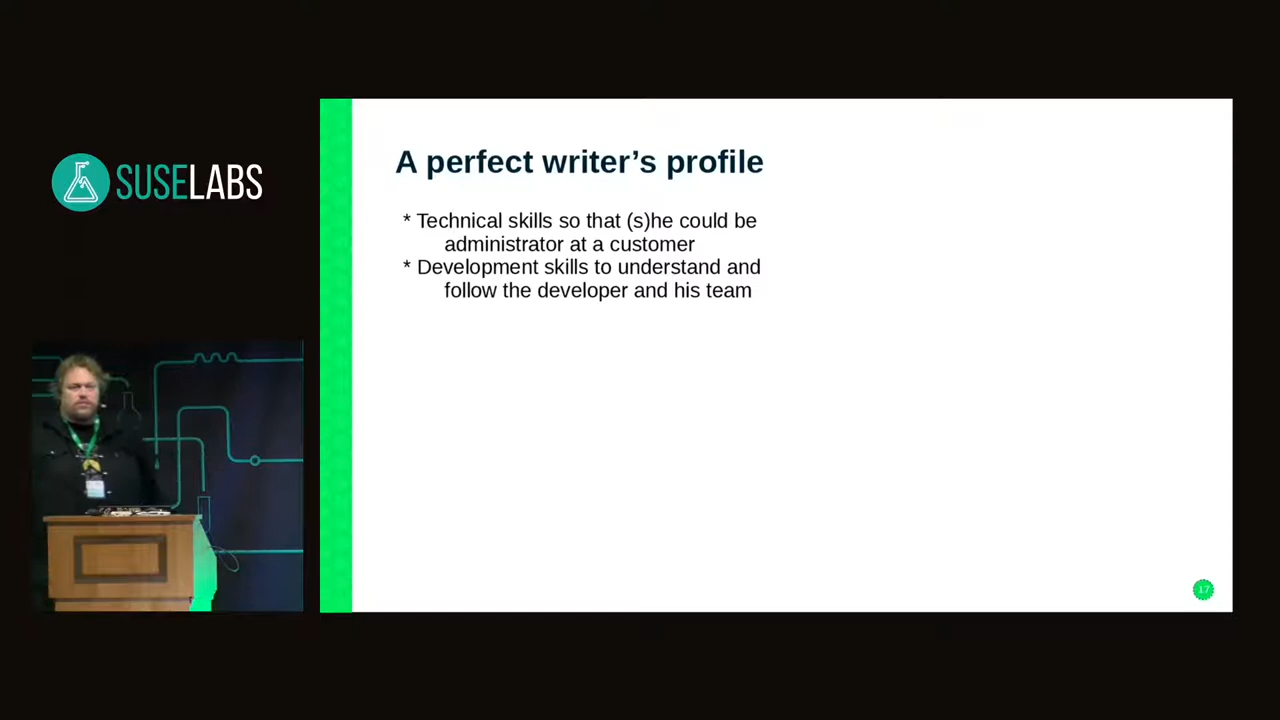 SUSELABS
A perfect writer’s profile
* Technical skills so that (s)he could be
administrator at a customer
* Development skills to understand and
follow the developer and his team
17